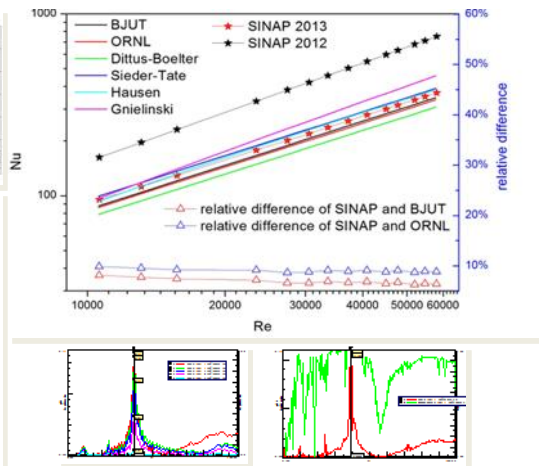 1000
60%
BJUT
ORNL
Dittus-Boelter
Sieder-Tate
Hausen
Gnielinski
SINAP 2013
SINAP 2012
50%
40%
Nu
relative difference
30%
100
20%
relative difference of SINAP and BJUT
relative difference of SINAP and ORNL
10%
10000
20000
30000
40000
50000
60000
Re